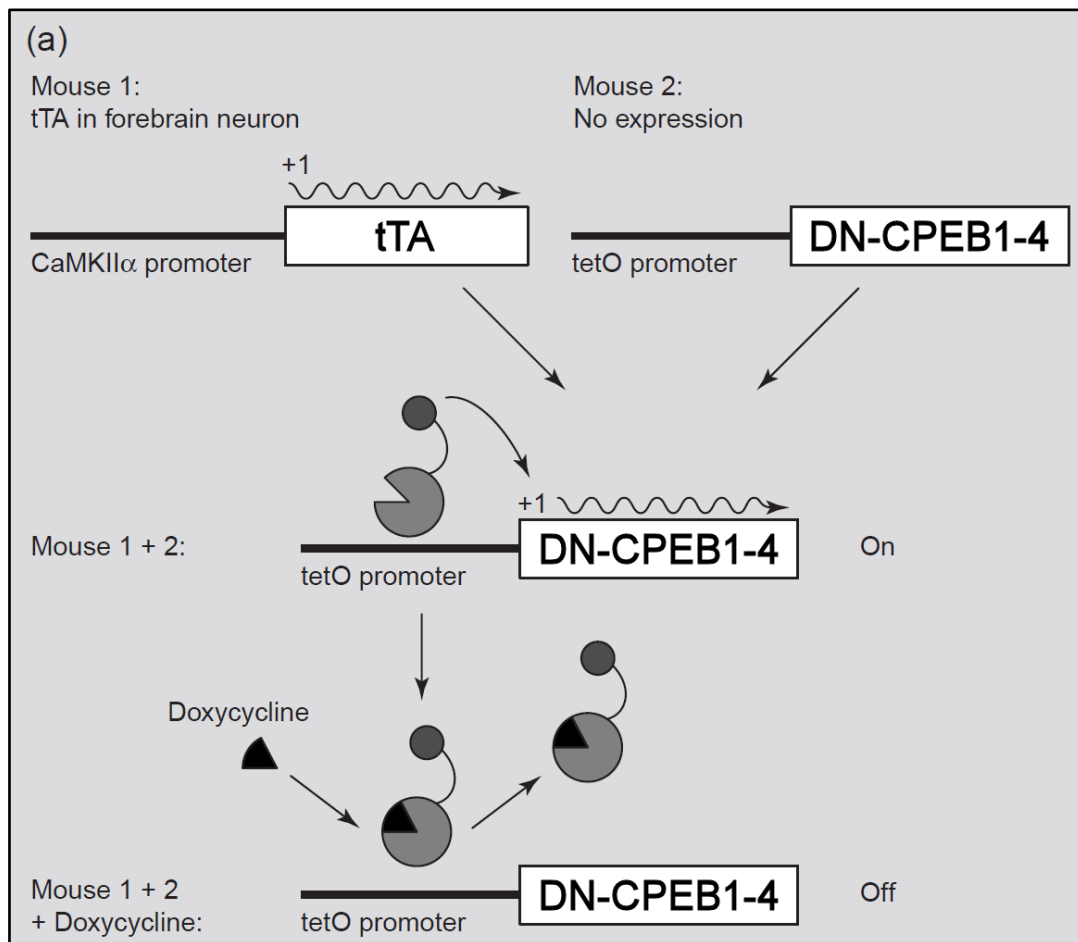 (a)
Mouse 1:
tTA in forebrain neuron
Mouse 2:
No expression
+1
tTA
CaMKIIα promoter
DN-CPEB1-4
tetO promoter
Mouse 1 + 2:
+1
DN-CPEB1-4
tetO promoter
On
Doxycycline
Mouse 1 + 2
+ Doxycycline:
DN-CPEB1-4
tetO promoter
Off